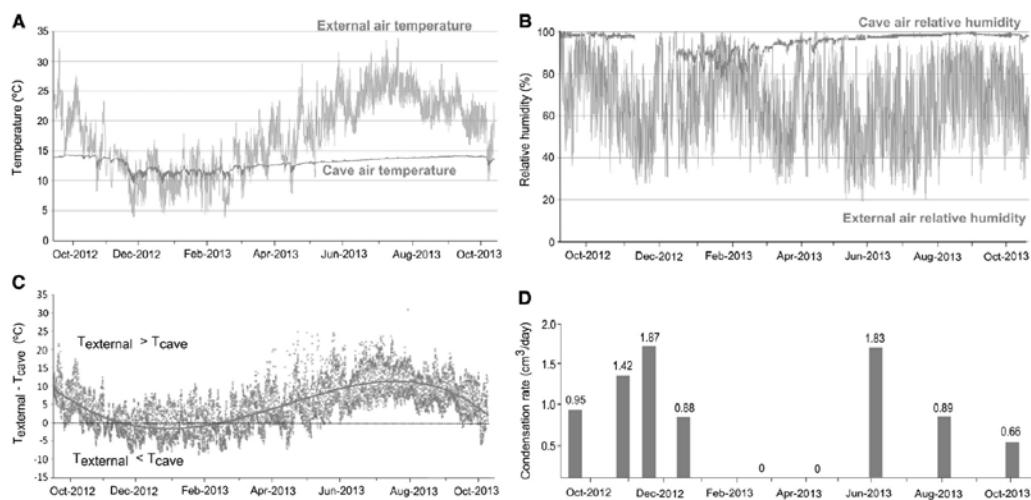 A
External air temperature
35
30
25
20
15
10
5
0
Temperature (°C)
Cave air temperature
Oct-2012 Dec-2012 Feb-2013 Apr-2013 Jun-2013 Aug-2013 Oct-2013
B
Cave air relative humidity
100
80
60
40
20
0
Relative humidity (%)
External air relative humidity
Oct-2012 Dec-2012 Feb-2013 Apr-2013 Jun-2013 Aug-2013 Oct-2013
C
35
30
25
20
15
10
5
0
-5
-10
-15
Texternal - Tcave (°C)
Texternal > Tcave
Texternal < Tcave
Oct-2012 Dec-2012 Feb-2013 Apr-2013 Jun-2013 Aug-2013 Oct-2013
D
2.0
1.5
1.0
0.5
Condensation rate (cm³/day)
0.95 1.42 1.87 0.88 0 0 1.83 0.89 0.66
Oct-2012 Dec-2012 Feb-2013 Apr-2013 Jun-2013 Aug-2013 Oct-2013